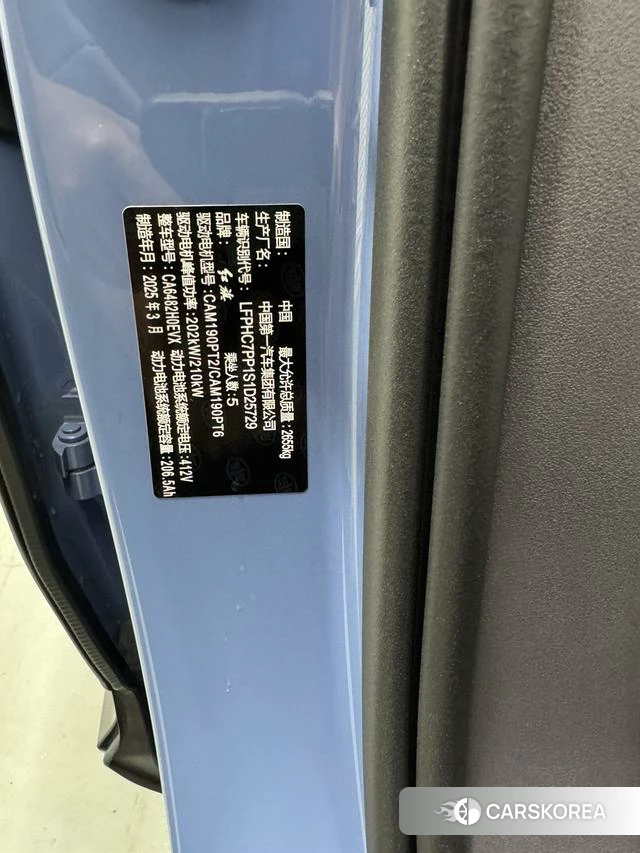 制造国： 中国 最大允许总质量：2655kg
生产厂名： 中国第一汽车集团有限公司
车辆识别代号： LFPHC7PP1S1D25729
品牌： 红旗 乘坐人数：5
驱动电机型号：CAM190PT2/CAM190PT6
驱动电机峰值功率：202kW/210kW
整车型号：CA6482H0EVX 动力电池系统额定电压：412V
制造年月：2025 年 3 月 动力电池系统额定容量：206.5Ah
CARSKOREA